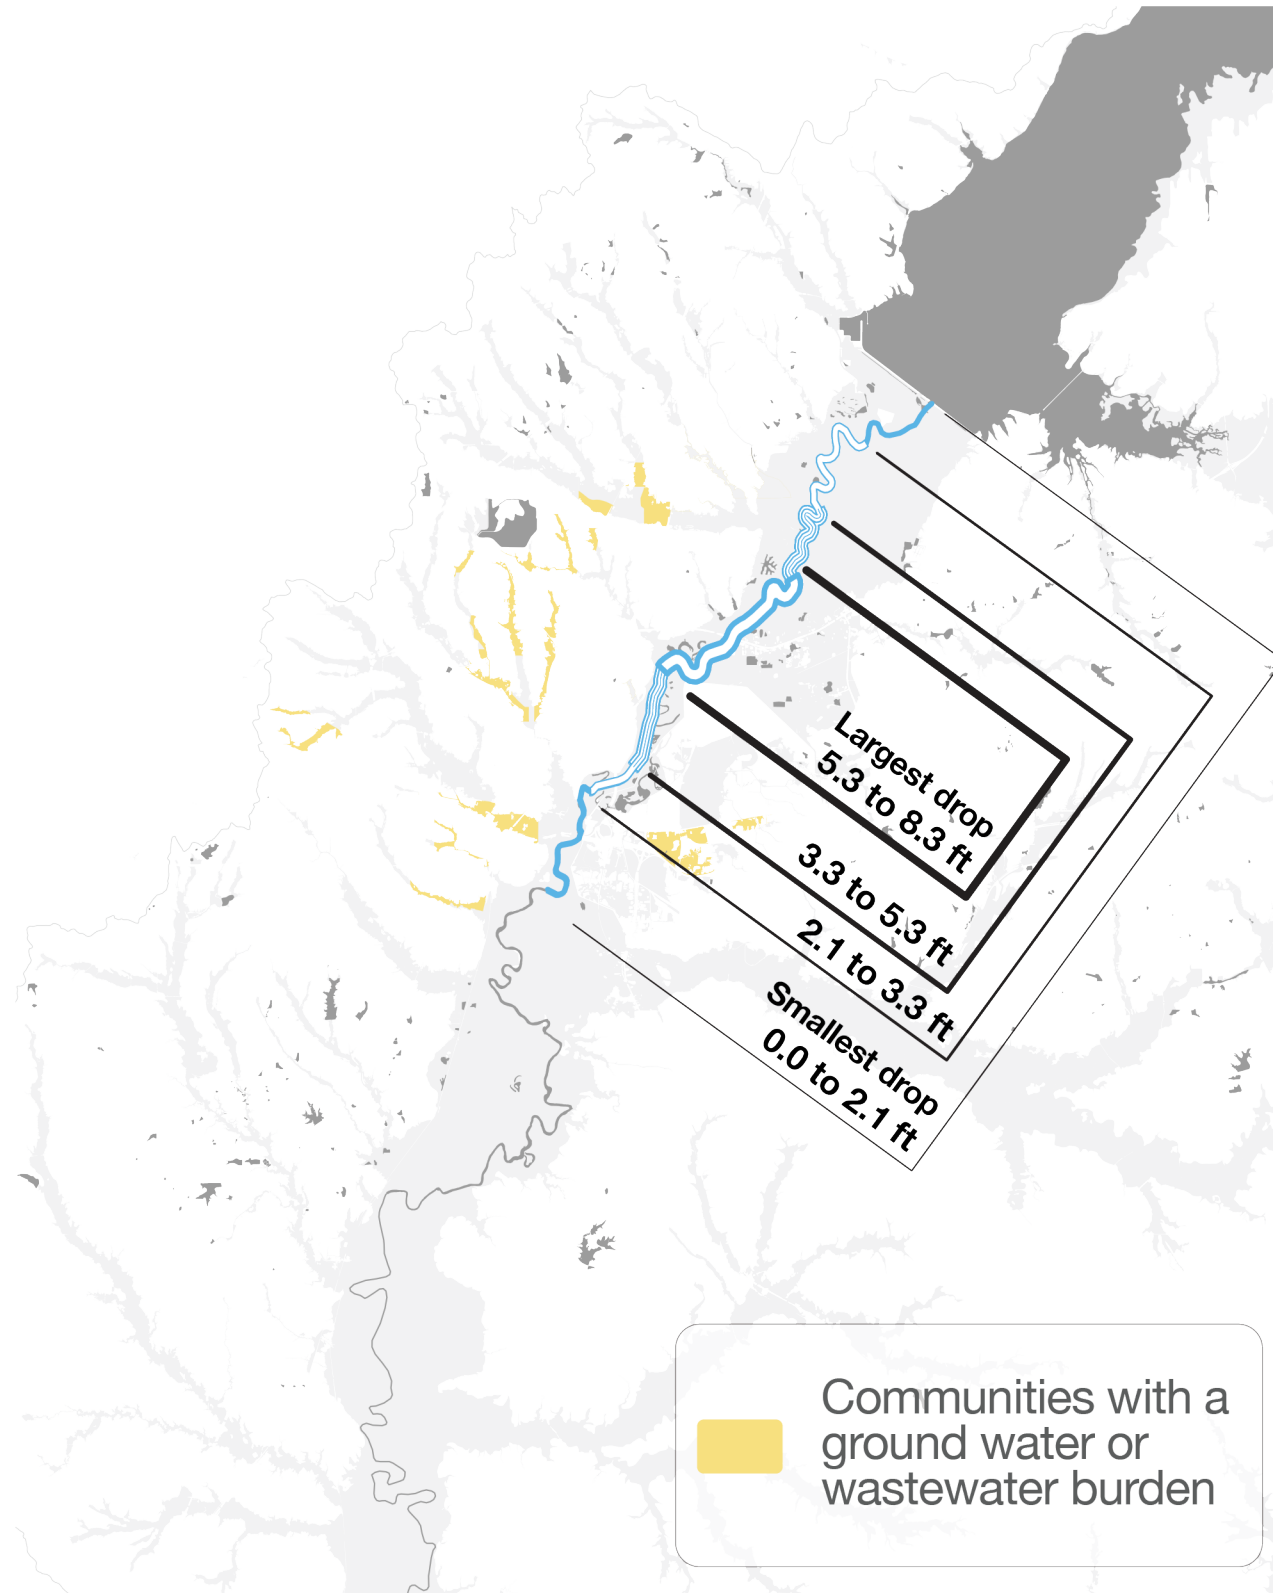 Largest drop
5.3 to 8.3 ft
3.3 to 5.3 ft
2.1 to 3.3 ft
Smallest drop
0.0 to 2.1 ft
Communities with a
ground water or
wastewater burden